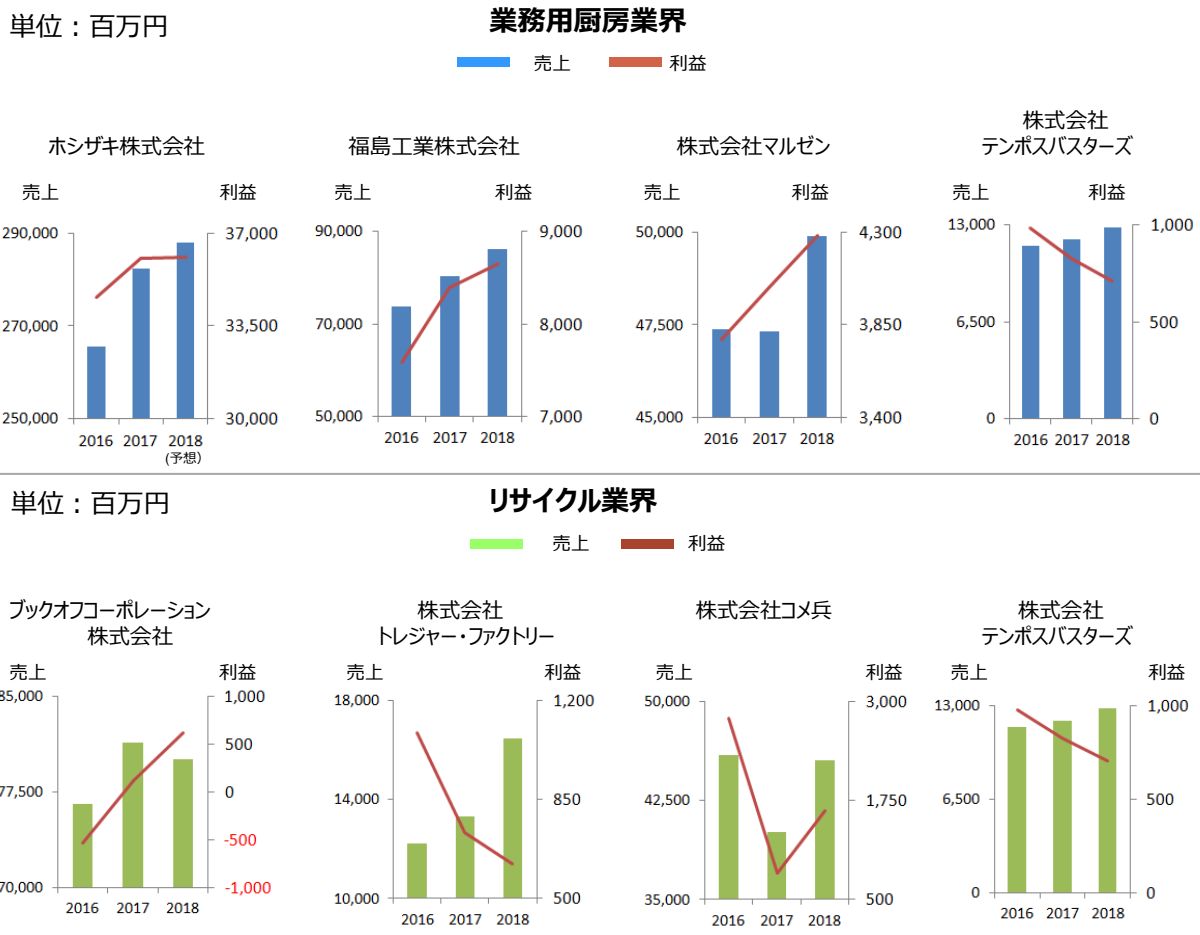 単位：百万円
業務用厨房業界
売上 利益
ホシザキ株式会社
売上 利益
290,000
270,000
250,000
37,000
33,500
30,000
2016 2017 2018
(予想)
福島工業株式会社
売上 利益
90,000
70,000
50,000
9,000
8,000
7,000
2016 2017 2018
株式会社マルゼン
売上 利益
50,000
47,500
45,000
4,300
3,850
3,400
2016 2017 2018
株式会社
テンポスバスターズ
売上 利益
13,000
6,500
0
1,000
500
0
2016 2017 2018
単位：百万円
リサイクル業界
売上 利益
ブックオフコーポレーション
株式会社
売上 利益
85,000
77,500
70,000
1,000
500
0
-500
-1,000
2016 2017 2018
株式会社
トレジャー・ファクトリー
売上 利益
18,000
14,000
10,000
1,200
850
500
2016 2017 2018
株式会社コメ兵
売上 利益
50,000
42,500
35,000
3,000
1,750
500
2016 2017 2018
株式会社
テンポスバスターズ
売上 利益
13,000
6,500
0
1,000
500
0
2016 2017 2018